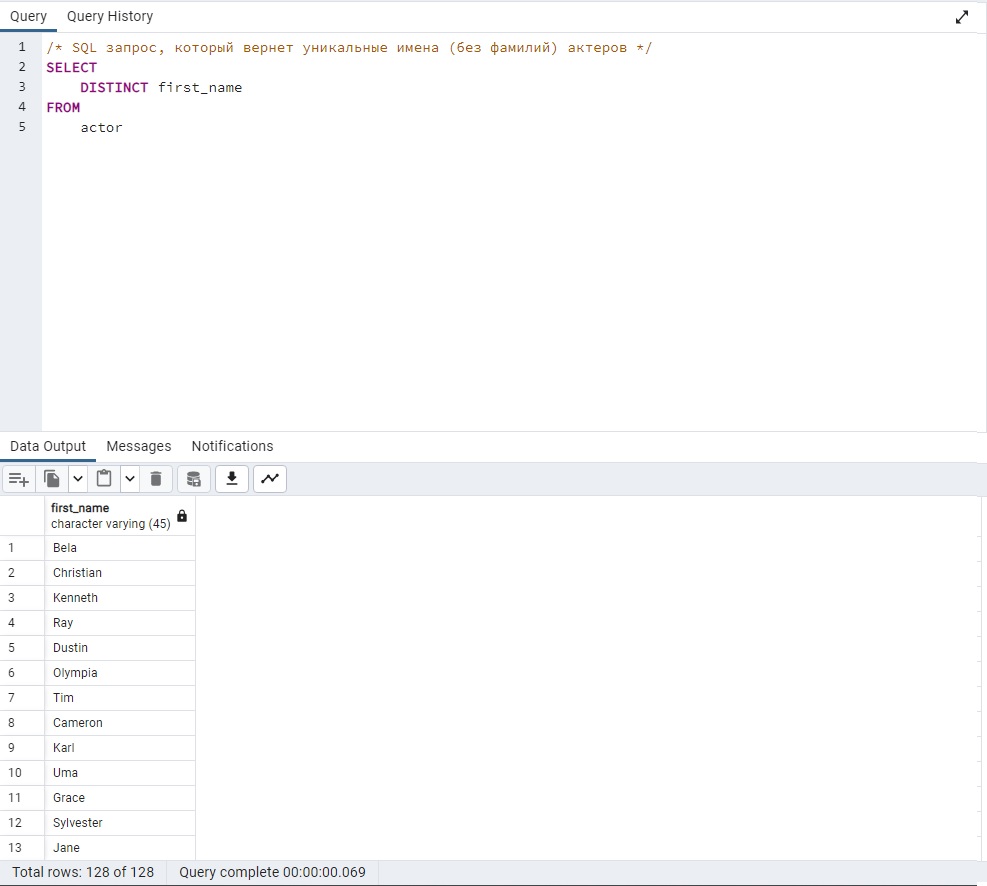 Query Query History
1 /* SQL запрос, который вернет уникальные имена (без фамилий) актеров */
2 SELECT
3 DISTINCT first_name
4 FROM
5 actor
Data Output Messages Notifications
first_name
character varying (45)
1 Bela
2 Christian
3 Kenneth
4 Ray
5 Dustin
6 Olympia
7 Tim
8 Cameron
9 Karl
10 Uma
11 Grace
12 Sylvester
13 Jane
Total rows: 128 of 128 Query complete 00:00:00.069